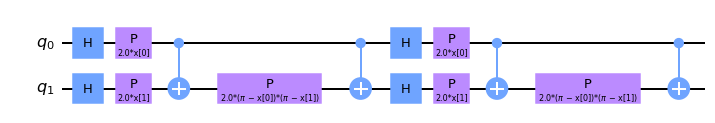 q0 H P 2.0*x[0] H P 2.0*x[0]
q1 H P 2.0*x[1] P 2.0*(π − x[0])*(π − x[1]) H P 2.0*x[1] P 2.0*(π − x[0])*(π − x[1])